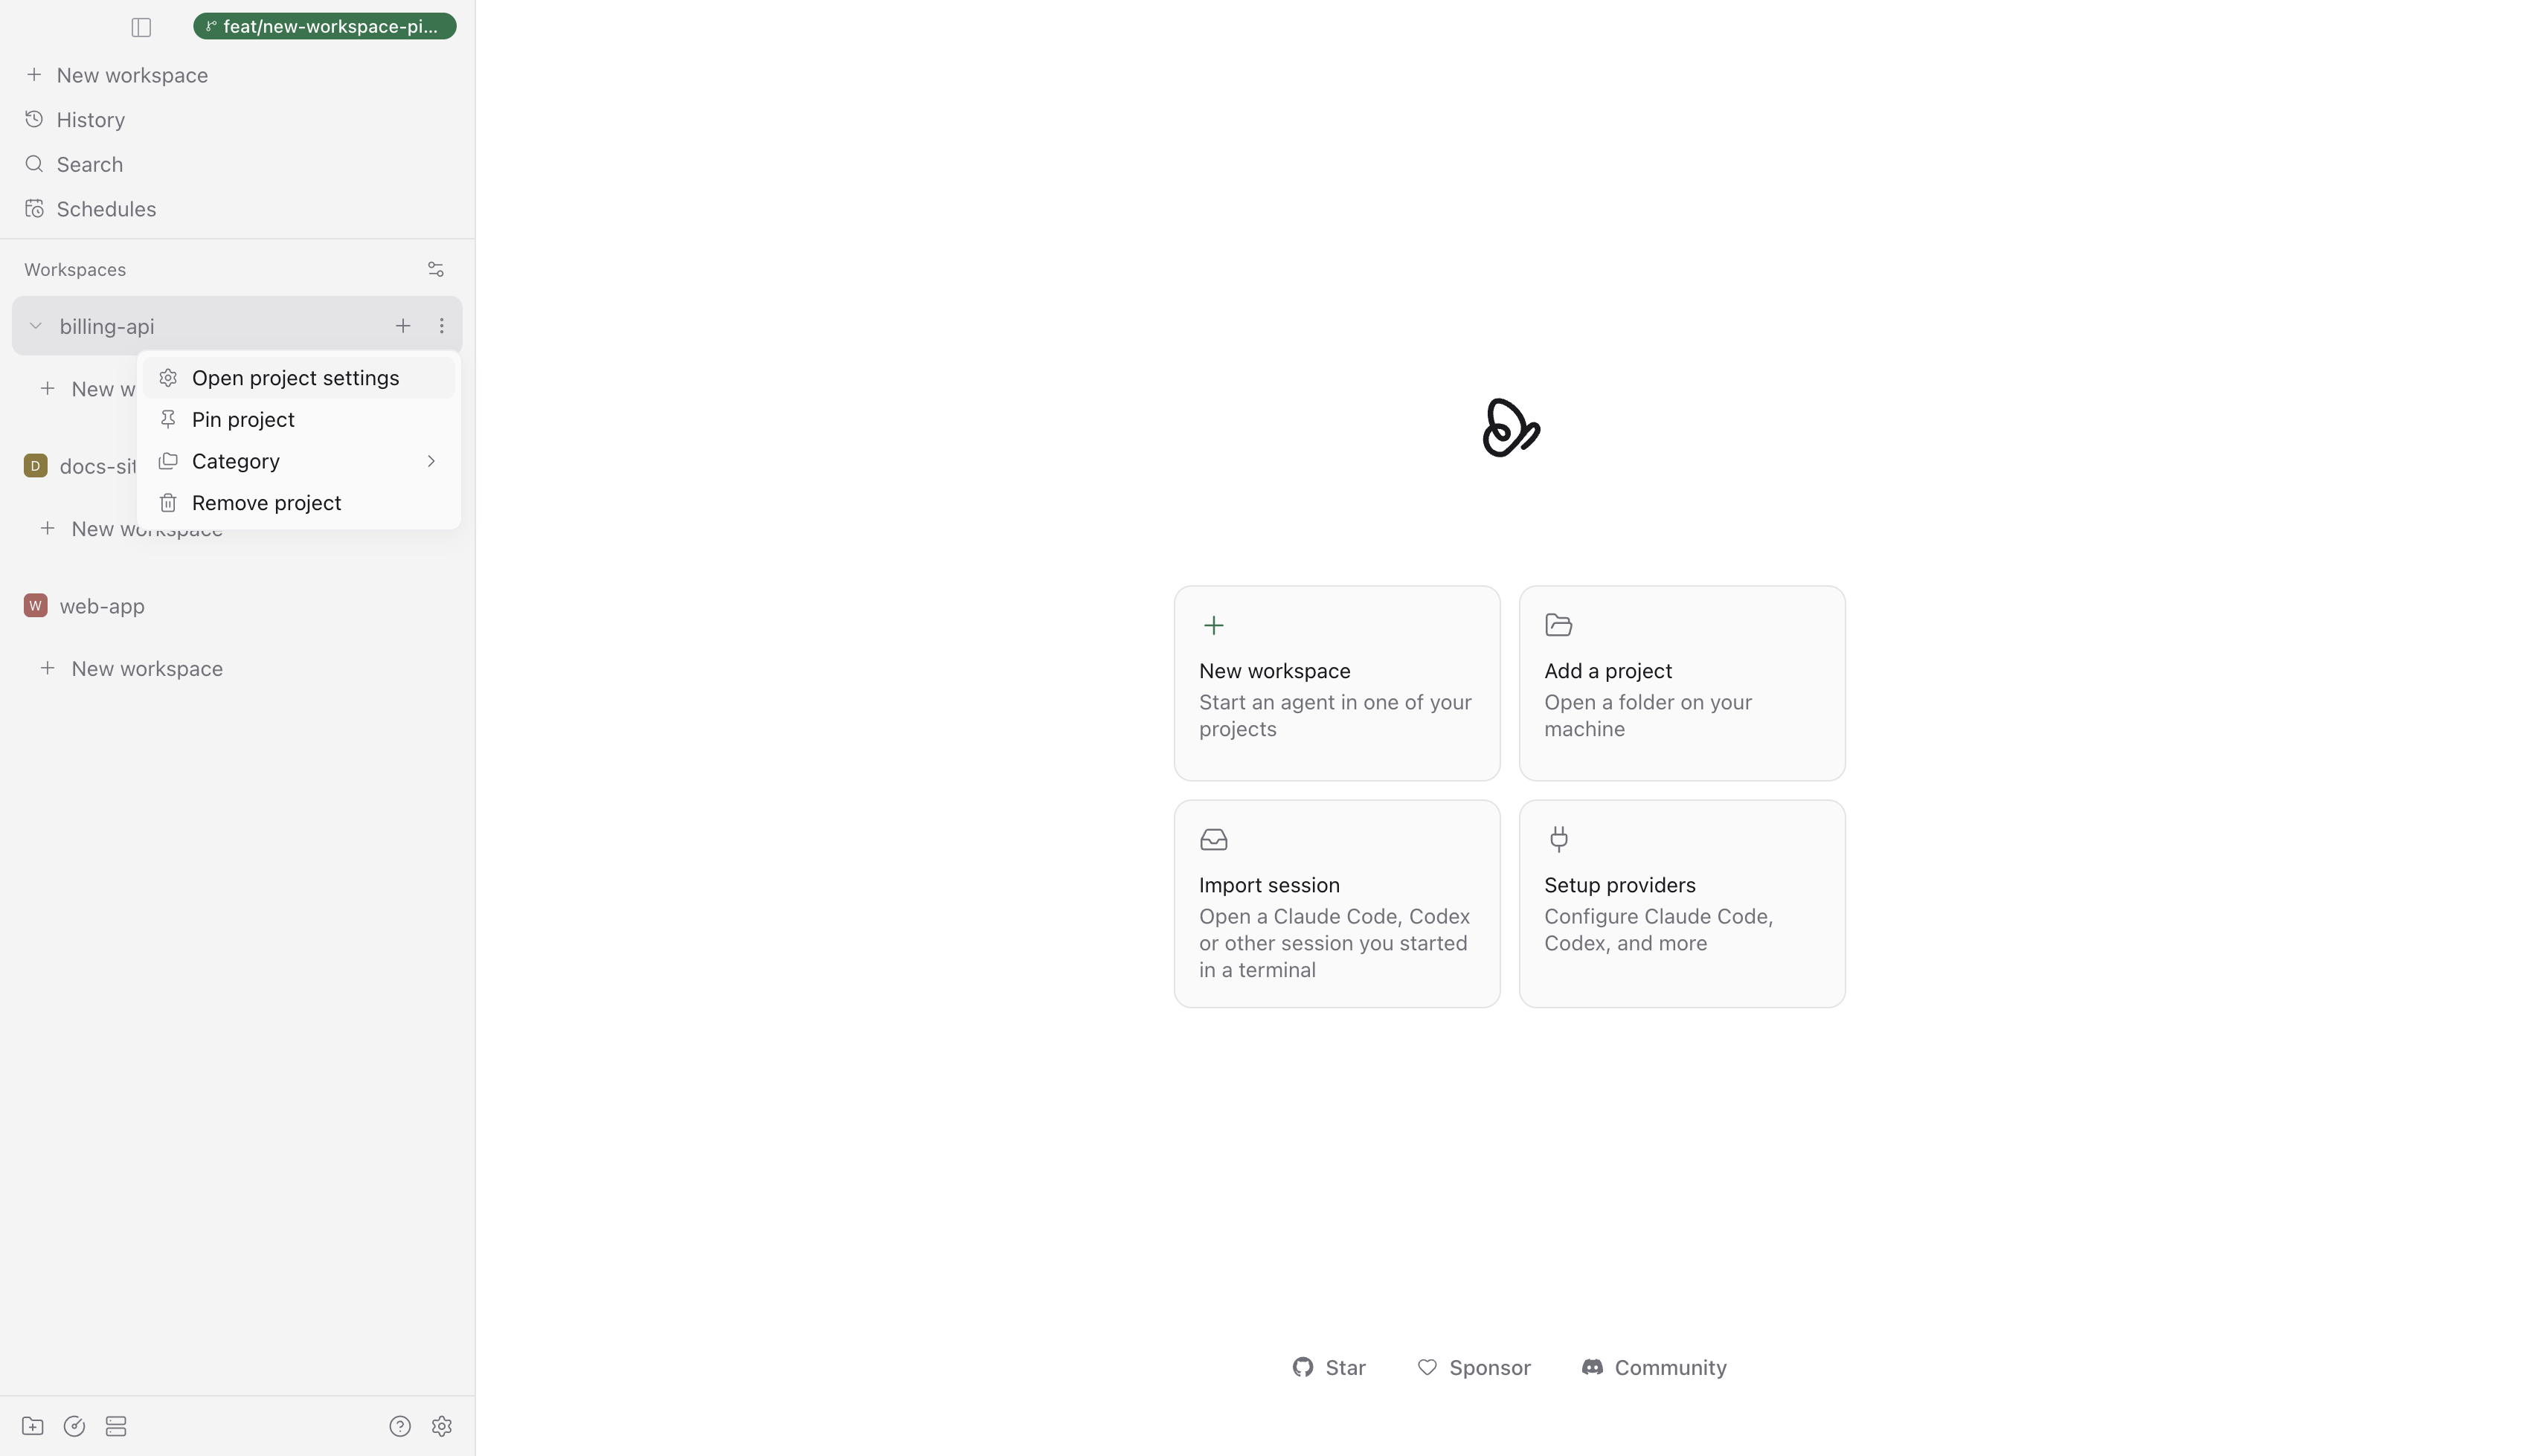 feat/new-workspace-pi...
New workspace
History
Search
Schedules
Workspaces
billing-api
Open project settings
New w
Pin project
Category
D docs-sit
Remove project
New workspace
W web-app
New workspace
New workspace
Start an agent in one of your
projects
Add a project
Open a folder on your
machine
Import session
Open a Claude Code, Codex
or other session you started
in a terminal
Setup providers
Configure Claude Code,
Codex, and more
Star
Sponsor
Community